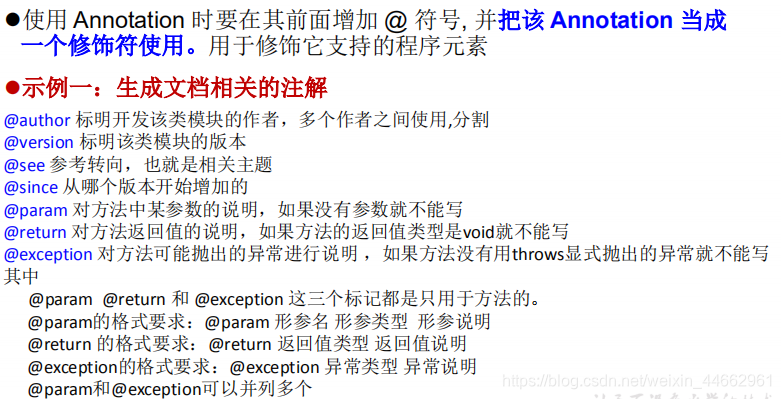 ●使用 Annotation 时要在其前面增加 @ 符号, 并把该 Annotation 当成
一个修饰符使用。用于修饰它支持的程序元素
●示例一：生成文档相关的注解
@author 标明开发该类模块的作者，多个作者之间使用,分割
@version 标明该类模块的版本
@see 参考转向，也就是相关主题
@since 从哪个版本开始增加的
@param 对方法中某参数的说明，如果没有参数就不能写
@return 对方法返回值的说明，如果方法的返回值类型是void就不能写
@exception 对方法可能抛出的异常进行说明 ，如果方法没有用throws显式抛出的异常就不能写
其中
@param @return 和 @exception 这三个标记都是只用于方法的。
@param的格式要求：@param 形参名 形参类型 形参说明
@return 的格式要求：@return 返回值类型 返回值说明
@exception的格式要求：@exception 异常类型 异常说明
@param和@exception可以并列多个
https://blog.csdn.net/weixin_44662961